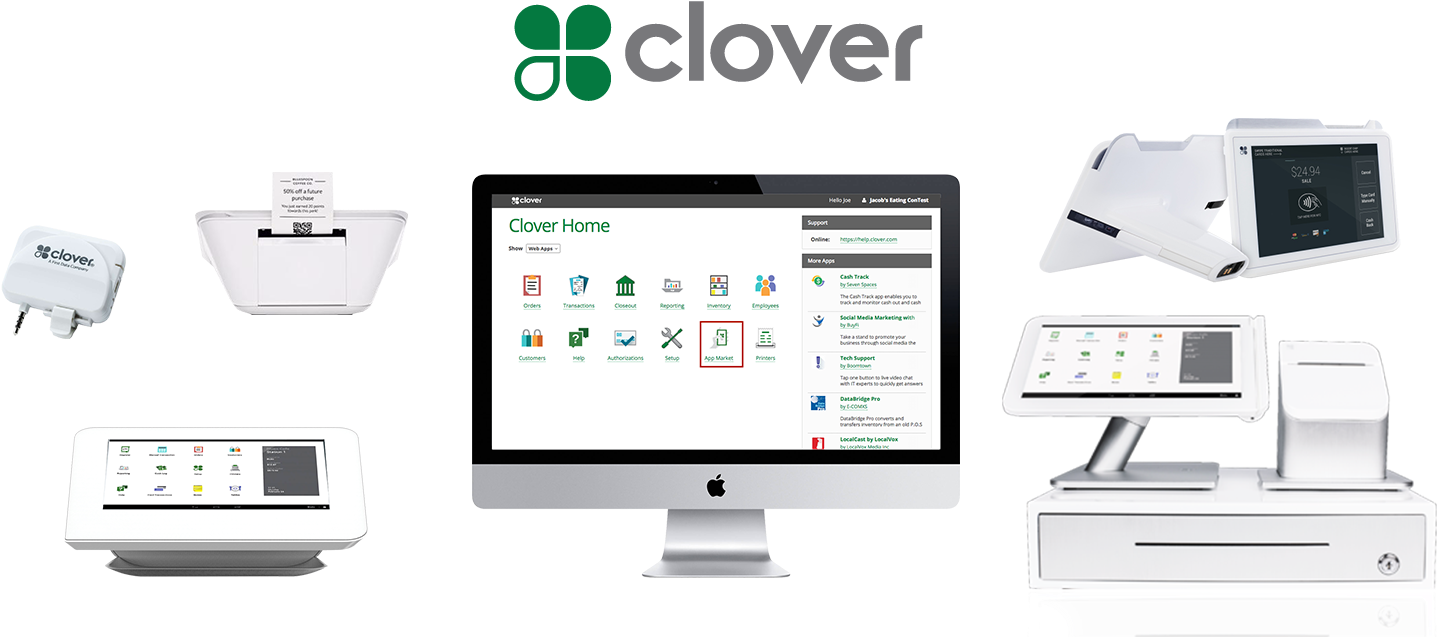 clover
BLUESPOON
COFFEE CO.
50% off a future
purchase
You just earned 20 points
towards this perk!
clover
A First Data Company
clover
Hello Joe
Jacob's Eating ConTest
Clover Home
Show
Web Apps
Orders
Transactions
Closeout
Reporting
Inventory
Employees
Customers
Help
Authorizations
Setup
App Market
Printers
Support
Online:
https://help.clover.com
More Apps
Cash Track
by Seven Spaces
The Cash Track app enables you to
track and monitor cash out and cash
Social Media Marketing with
by Buyfi
Take a stand to promote your
business through social media the
Tech Support
by Boomtown
Tap one button to live video chat
with IT experts to quickly get answers
DataBridge Pro
by E-COMXS
DataBridge Pro converts and
transfers inventory from an old P.O.S
LocalCast by LocalVox
by LocalVox Media Inc
$24.94
SALE
Cancel
Type Card
Manually
Cash
Back